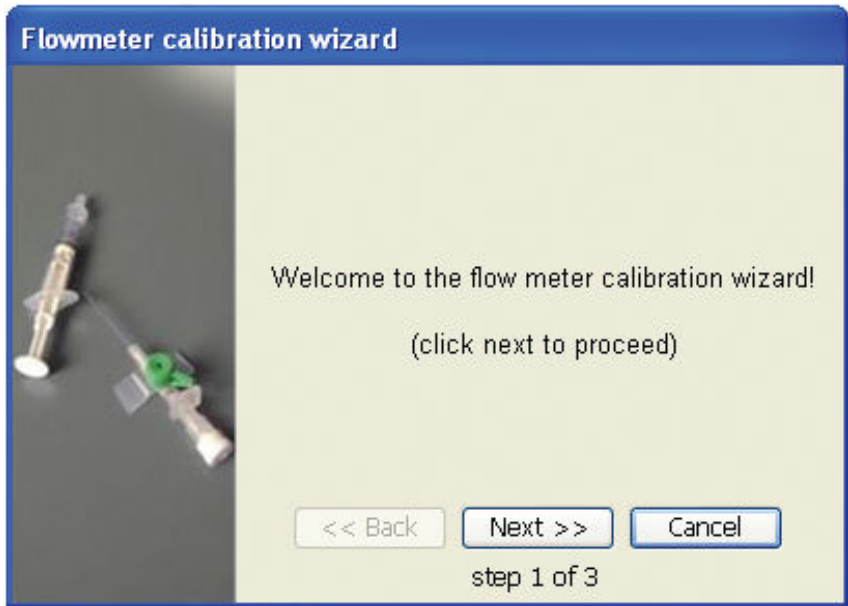 Flowmeter calibration wizard
Welcome to the flow meter calibration wizard!
(click next to proceed)
<< Back Next >> Cancel
step 1 of 3